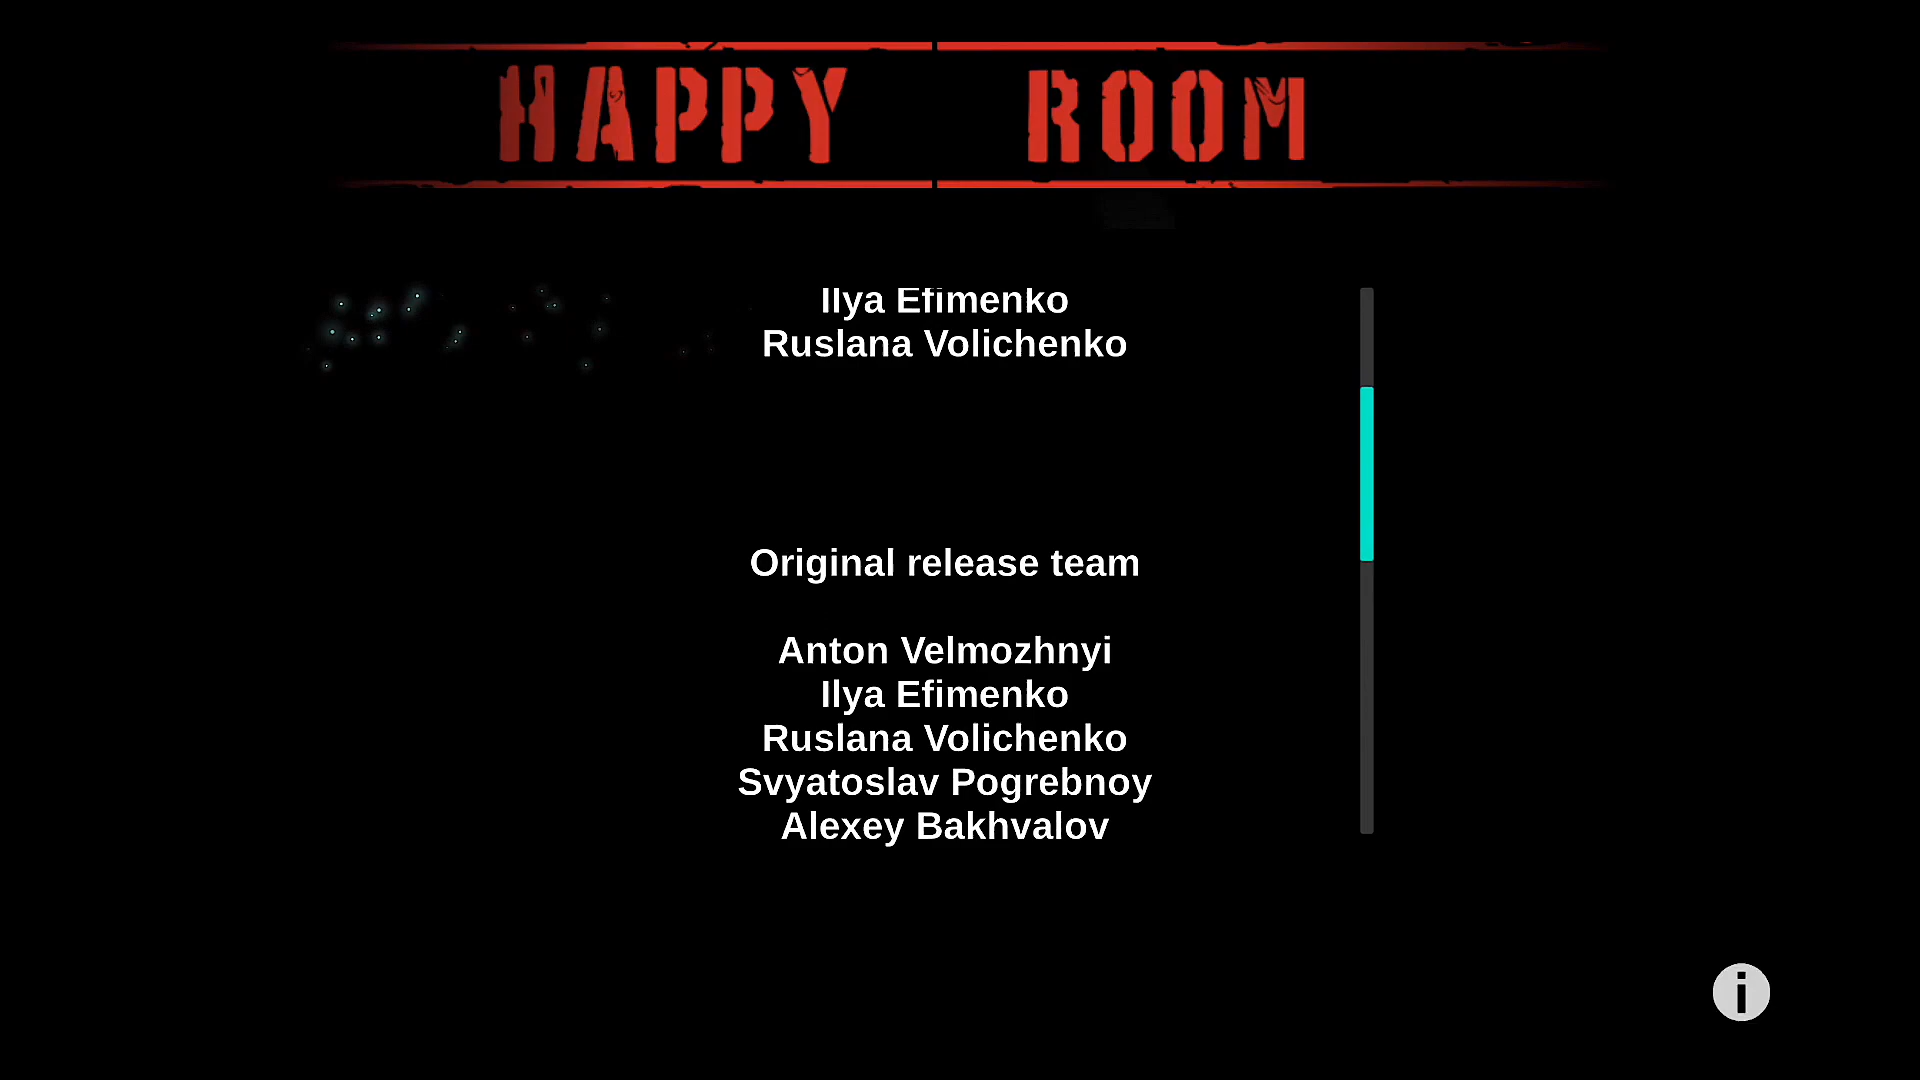 HAPPY ROOM
Ilya Efimenko
Ruslana Volichenko
Original release team
Anton Velmozhnyi
Ilya Efimenko
Ruslana Volichenko
Svyatoslav Pogrebnoy
Alexey Bakhvalov
i